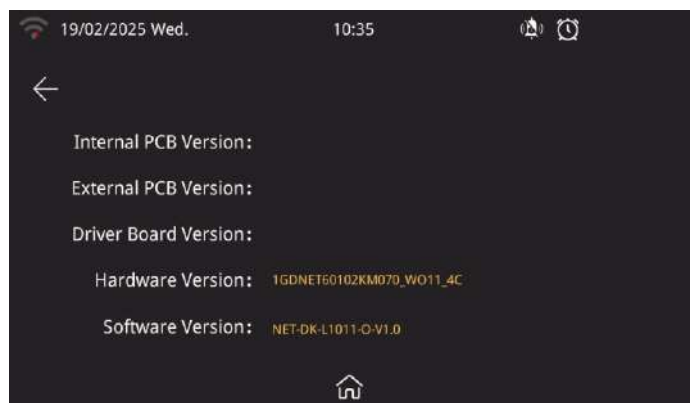 19/02/2025 Wed. 10:35
Internal PCB Version:
External PCB Version:
Driver Board Version:
Hardware Version: 1GDNET60102KM070_WO11_4C
Software Version: NET-DK-L1011-O-V1.0